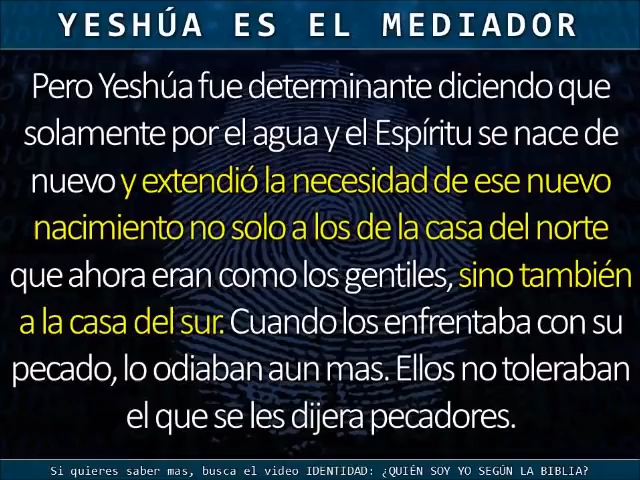 YESHÚA ES EL MEDIADOR
Pero Yeshúa fue determinante diciendo que
solamente por el agua y el Espíritu se nace de
nuevo y extendió la necesidad de ese nuevo
nacimiento no solo a los de la casa del norte
que ahora eran como los gentiles, sino también
a la casa del sur. Cuando los enfrentaba con su
pecado, lo odiaban aun mas. Ellos no toleraban
el que se les dijera pecadores.
Si quieres saber mas, busca el video IDENTIDAD: ¿QUIÉN SOY YO SEGÚN LA BIBLIA?